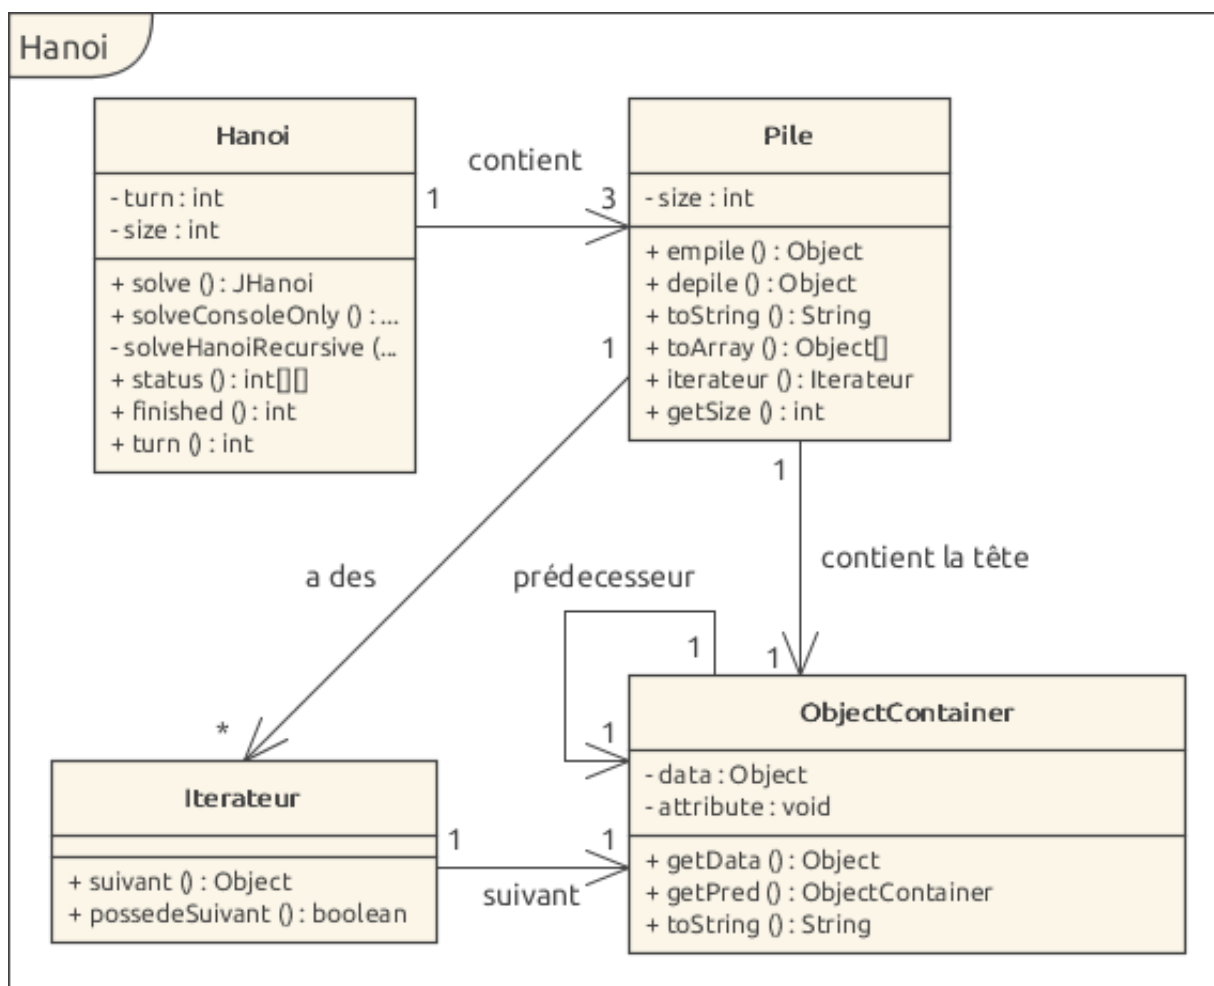 Hanoi
Hanoi
- turn : int
- size : int
+ solve () : JHanoi
+ solveConsoleOnly () : ...
- solveHanoiRecursive (...
+ status () : int[][]
+ finished () : int
+ turn () : int
contient
1
3
Pile
- size : int
+ empile () : Object
+ depile () : Object
+ toString () : String
+ toArray () : Object[]
+ iterateur () : Iterateur
+ getSize () : int
1
a des
*
1
contient la tête
1
prédecesseur
1
1
Iterateur
+ suivant () : Object
+ possedeSuivant () : boolean
1
1
suivant
ObjectContainer
- data : Object
- attribute : void
+ getData () : Object
+ getPred () : ObjectContainer
+ toString () : String